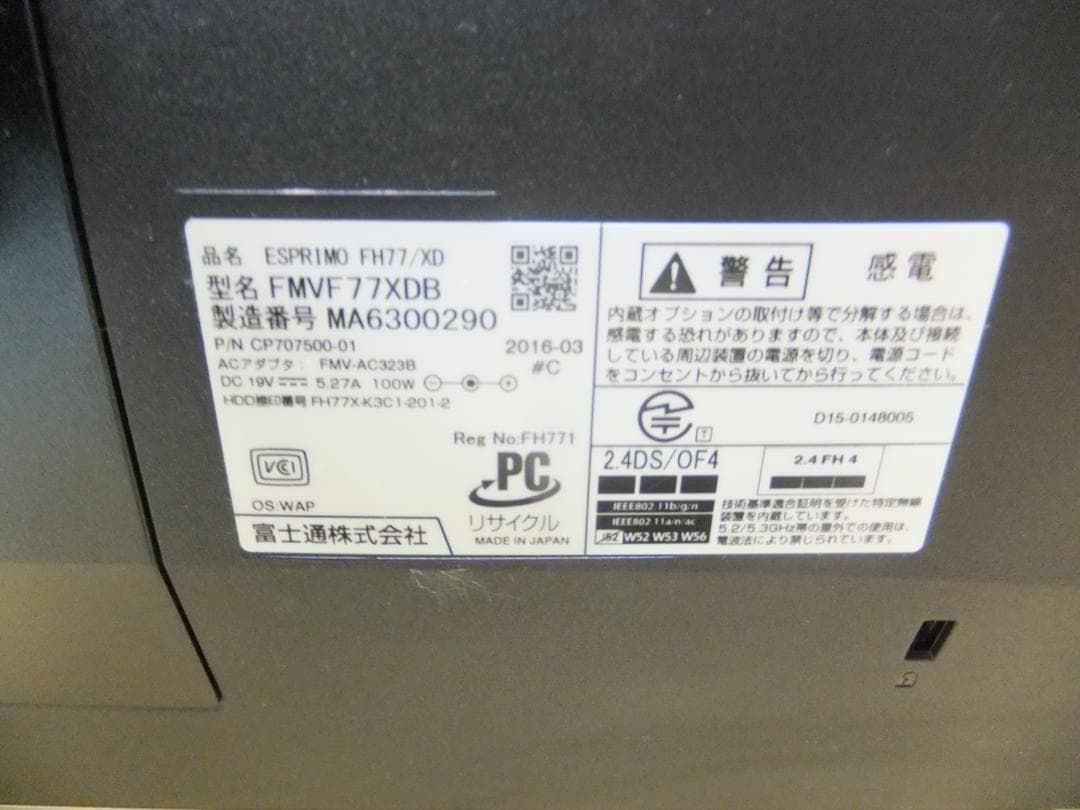 品名 ESPRIMO FH77/XD
型名 FMVF77XDB
製造番号 MA6300290
P/N CP707500-01
2016-03
ACアダプタ： FMV-AC323B
#C
DC 19V 5.27A 100W
HDD捺印番号 FH77X-K3C1-201-2
Reg No:FH771
VCI
PC
リサイクル
OS:WAP
富士通株式会社
MADE IN JAPAN
警告 感電
内蔵オプションの取付け等で分解する場合は、
感電する恐れがありますので、本体及び接続
している周辺装置の電源を切り、電源コード
をコンセントから抜いてから行ってください。
T
D15-0148005
2.4DS/OF4
2.4 FH 4
IEEE802.11b/g/n
IEEE802.11a/n/ac
J52 W52 W53 W56
技術基準適合証明を受けた特定無線
装置を内蔵しています。
5.2/5.3GHz帯の屋外での使用は、
電波法により禁じられています。